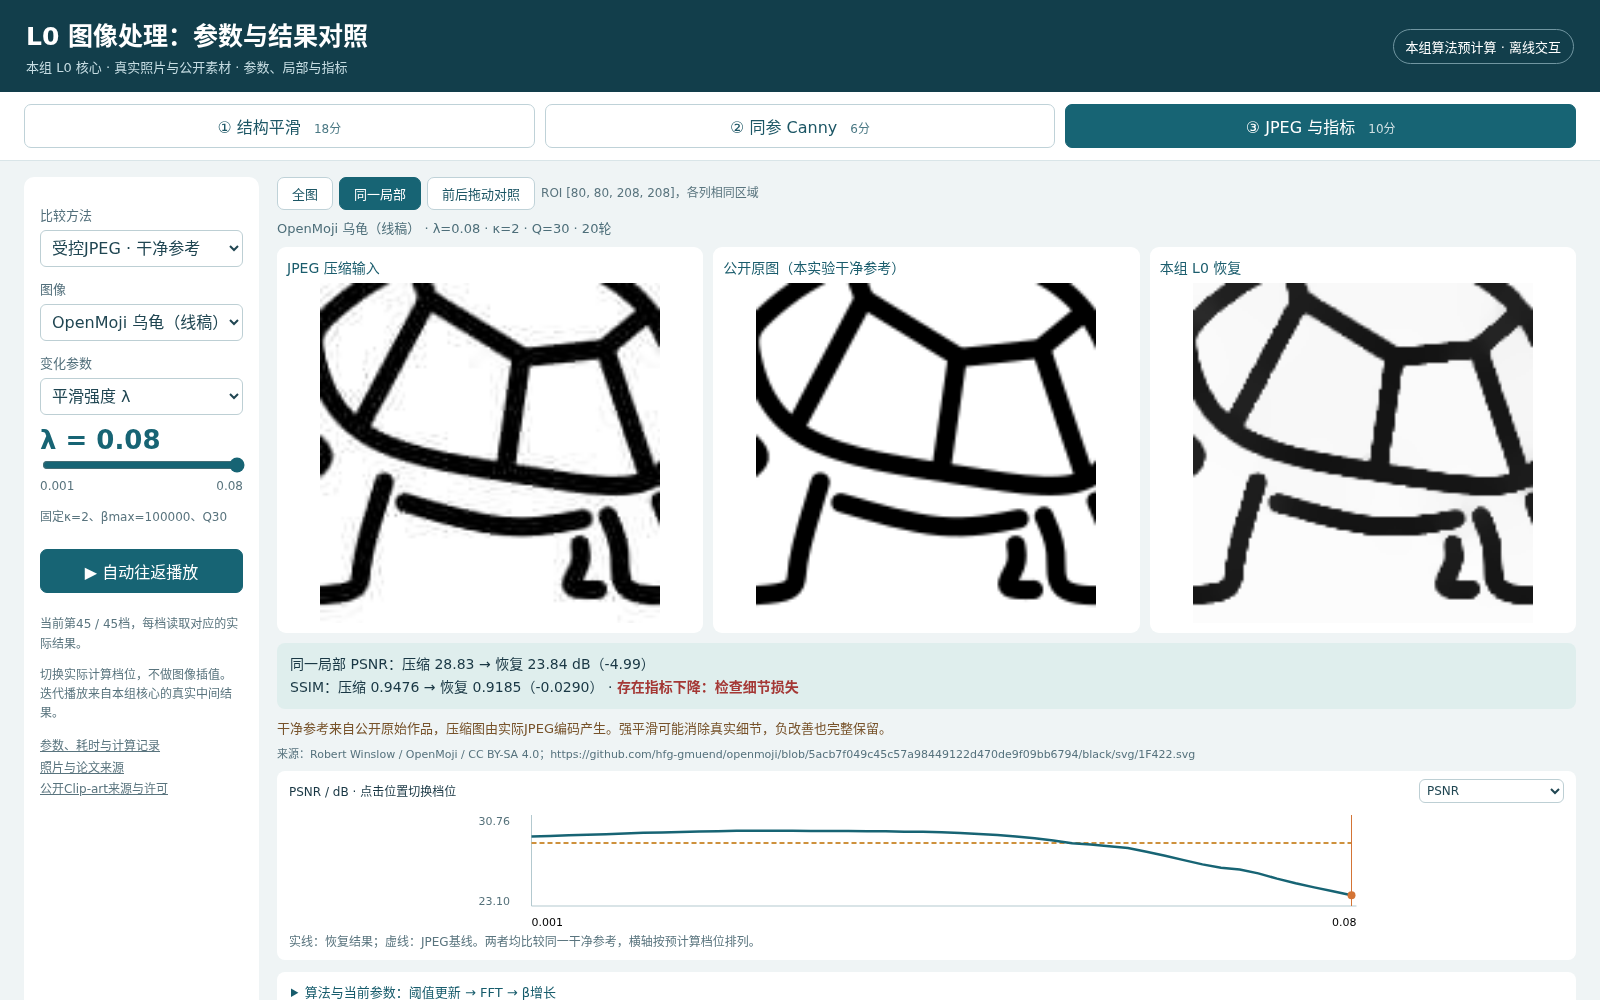 L0 图像处理：参数与结果对照
本组 L0 核心 · 真实照片与公开素材 · 参数、局部与指标
本组算法预计算 · 离线交互
① 结构平滑 18分
② 同参 Canny 6分
③ JPEG 与指标 10分
比较方法
受控JPEG · 干净参考
图像
OpenMoji 乌龟（线稿）
变化参数
平滑强度 λ
λ = 0.08
0.001 0.08
固定κ=2、βmax=100000、Q30
▶ 自动往返播放
当前第45 / 45档，每档读取对应的实
际结果。
切换实际计算档位，不做图像插值。
迭代播放来自本组核心的真实中间结
果。
参数、耗时与计算记录
照片与论文来源
公开Clip-art来源与许可
全图 同一局部 前后拖动对照 ROI [80, 80, 208, 208]，各列相同区域
OpenMoji 乌龟（线稿） · λ=0.08 · κ=2 · Q=30 · 20轮
JPEG 压缩输入
公开原图（本实验干净参考）
本组 L0 恢复
同一局部 PSNR：压缩 28.83 → 恢复 23.84 dB（-4.99）
SSIM：压缩 0.9476 → 恢复 0.9185（-0.0290） · 存在指标下降：检查细节损失
干净参考来自公开原始作品，压缩图由实际JPEG编码产生。强平滑可能消除真实细节，负改善也完整保留。
来源：Robert Winslow / OpenMoji / CC BY-SA 4.0；https://github.com/hfg-gmuend/openmoji/blob/5acb7f049c45c57a98449122d470de9f09bb6794/black/svg/1F422.svg
PSNR / dB · 点击位置切换档位
PSNR
30.76
23.10
0.001 0.08
实线：恢复结果；虚线：JPEG基线。两者均比较同一干净参考，横轴按预计算档位排列。
▶ 算法与当前参数：阈值更新 → FFT → β增长